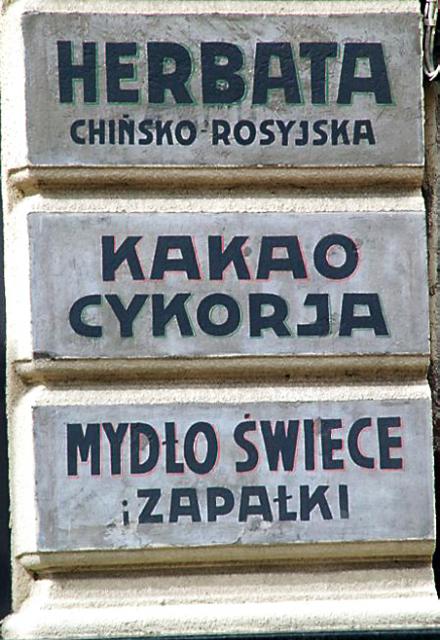 HERBATA
CHIŃSKO-ROSYJSKA
KAKAO
CYKORJA
MYDŁO ŚWIECE
i ZAPAŁKI